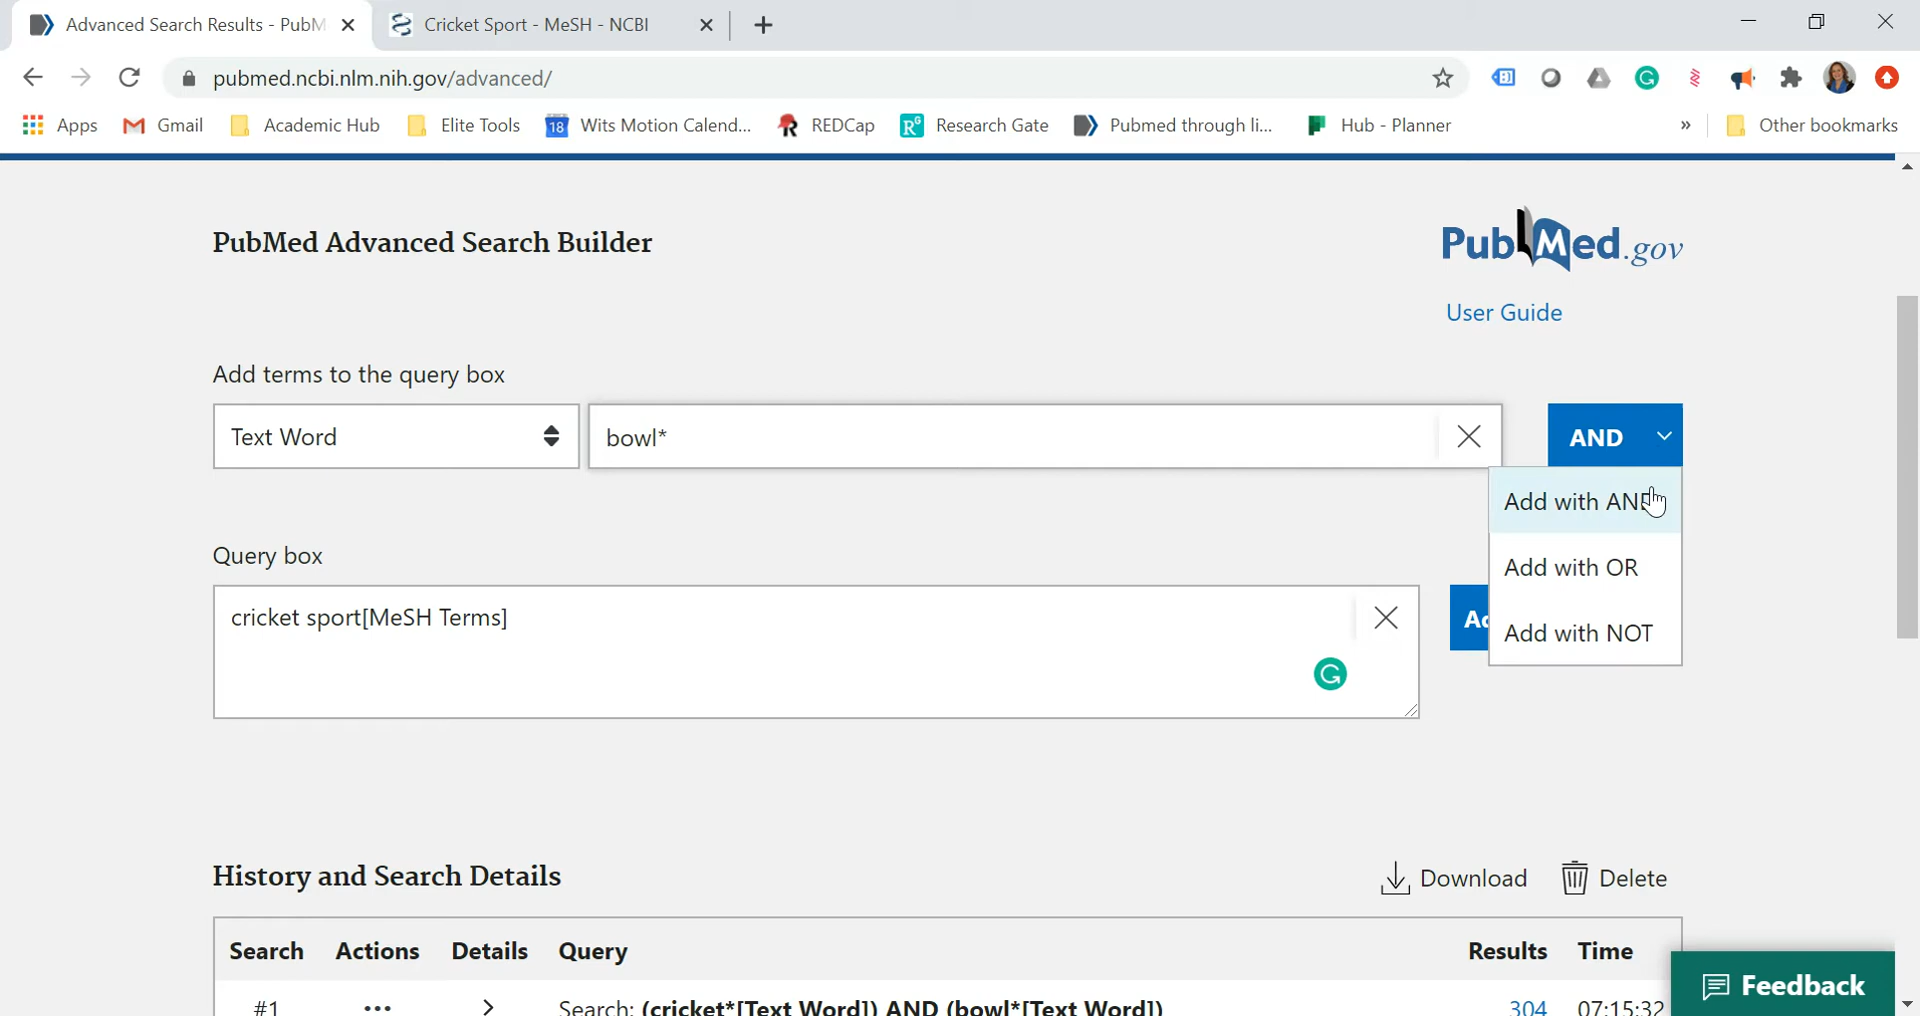 Advanced Search Results - PubM
Cricket Sport - MeSH - NCBI
pubmed.ncbi.nlm.nih.gov/advanced/
Apps Gmail Academic Hub Elite Tools 18 Wits Motion Calend... REDCap Research Gate Pubmed through li... Hub - Planner » Other bookmarks
PubMed Advanced Search Builder
PubMed.gov
User Guide
Add terms to the query box
Text Word bowl* AND
Add with AND
Add with OR
Add with NOT
Query box
cricket sport[MeSH Terms]
History and Search Details
Download Delete
Search Actions Details Query Results Time
Feedback
#1 ... Search: (cricket*[Text Word]) AND (bowl*[Text Word]) 304 07:15:32